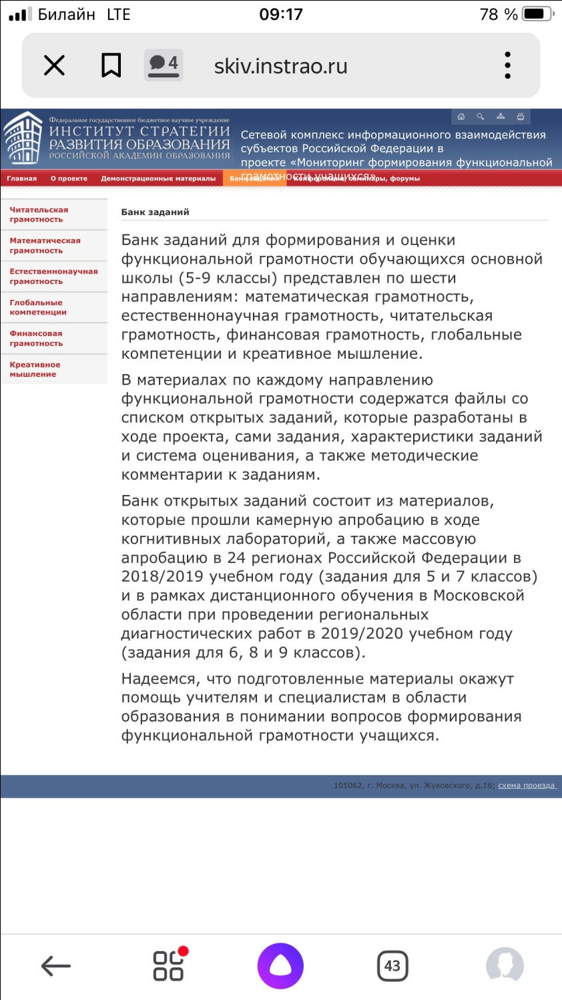 Билайн LTE 09:17 78 %
4 skiv.instrao.ru
Федеральное государственное бюджетное научное учреждение
ИНСТИТУТ СТРАТЕГИИ
РАЗВИТИЯ ОБРАЗОВАНИЯ
РОССИЙСКОЙ АКАДЕМИИ ОБРАЗОВАНИЯ
Сетевой комплекс информационного взаимодействия
субъектов Российской Федерации в
проекте «Мониторинг формирования функциональной
грамотности учащихся»
Главная О проекте Демонстрационные материалы Банк заданий Конференции, семинары, форумы
Читательская
грамотность
Математическая
грамотность
Естественнонаучная
грамотность
Глобальные
компетенции
Финансовая
грамотность
Креативное
мышление
Банк заданий
Банк заданий для формирования и оценки
функциональной грамотности обучающихся основной
школы (5-9 классы) представлен по шести
направлениям: математическая грамотность,
естественнонаучная грамотность, читательская
грамотность, финансовая грамотность, глобальные
компетенции и креативное мышление.
В материалах по каждому направлению
функциональной грамотности содержатся файлы со
списком открытых заданий, которые разработаны в
ходе проекта, сами задания, характеристики заданий
и система оценивания, а также методические
комментарии к заданиям.
Банк открытых заданий состоит из материалов,
которые прошли камерную апробацию в ходе
когнитивных лабораторий, а также массовую
апробацию в 24 регионах Российской Федерации в
2018/2019 учебном году (задания для 5 и 7 классов)
и в рамках дистанционного обучения в Московской
области при проведении региональных
диагностических работ в 2019/2020 учебном году
(задания для 6, 8 и 9 классов).
Надеемся, что подготовленные материалы окажут
помощь учителям и специалистам в области
образования в понимании вопросов формирования
функциональной грамотности учащихся.
105062, г. Москва, ул. Жуковского, д.16; схема проезда
43